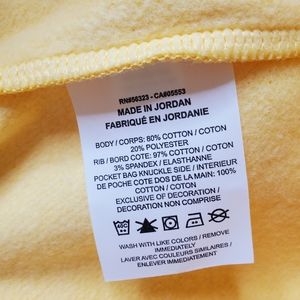 RN#56323 - CA#05553
MADE IN JORDAN
FABRIQUÉ EN JORDANIE
BODY / CORPS: 80% COTTON / COTON
20% POLYESTER
RIB / BORD COTE: 97% COTTON / COTON
3% SPANDEX / ELASTHANNE
POCKET BAG KNUCKLE SIDE / INTERIEUR
DE POCHE COTE DOS DE LA MAIN: 100%
COTTON / COTON
EXCLUSIVE OF DECORATION /
DECORATION NON COMPRISE
WASH WITH LIKE COLORS / REMOVE
IMMEDIATELY
LAVER AVEC COULEURS SIMILAIRES /
ENLEVER IMMEDIATEMENT